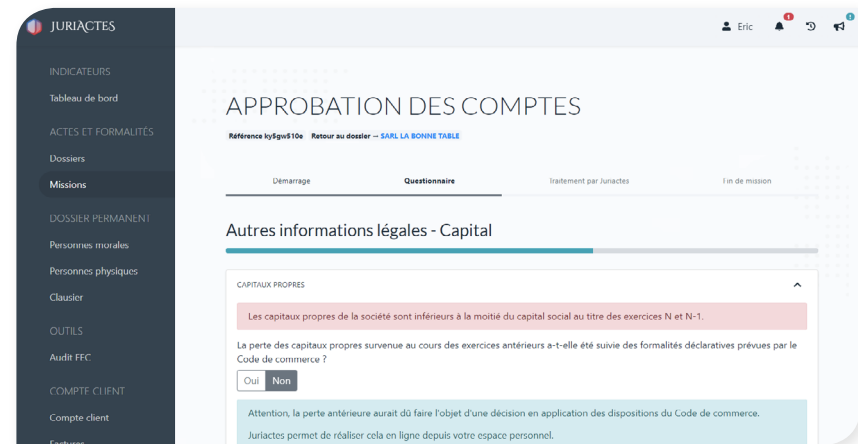 JURIACTES
Eric
1
INDICATEURS
Tableau de bord
ACTES ET FORMALITÉS
Dossiers
Missions
DOSSIER PERMANENT
Personnes morales
Personnes physiques
Clausier
OUTILS
Audit FEC
COMPTE CLIENT
Compte client
Factures
APPROBATION DES COMPTES
Référence ky5gw510e Retour au dossier — SARL LA BONNE TABLE
Démarrage Questionnaire Traitement par Juriactes Fin de mission
Autres informations légales - Capital
CAPITAUX PROPRES
Les capitaux propres de la société sont inférieurs à la moitié du capital social au titre des exercices N et N-1.
La perte des capitaux propres survenue au cours des exercices antérieurs a-t-elle été suivie des formalités déclaratives prévues par le
Code de commerce ?
Oui Non
Attention, la perte antérieure aurait dû faire l'objet d'une décision en application des dispositions du Code de commerce.
Juriactes permet de réaliser cela en ligne depuis votre espace personnel.